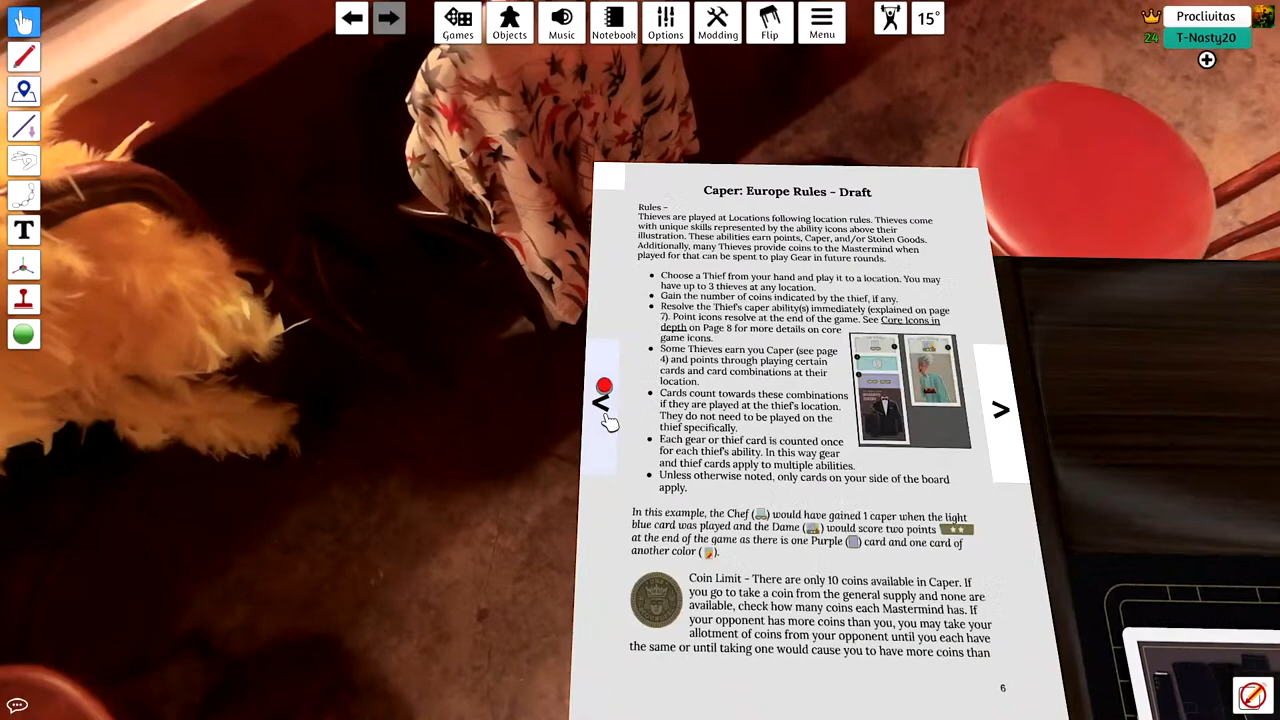 Games
Objects
Music
Notebook
Options
Modding
Flip
Menu
15°
Proclivitas
24
T-Nasty20
T
Caper: Europe Rules – Draft
Rules –
Thieves are played at Locations following location rules. Thieves come
with unique skills represented by the ability icons above their
illustration. These abilities earn points, Caper, and/or Stolen Goods.
Additionally, many Thieves provide coins to the Mastermind when
played for that can be spent to play Gear in future rounds.
• Choose a Thief from your hand and play it to a location. You may
have up to 3 thieves at any location.
• Gain the number of coins indicated by the thief, if any.
• Resolve the Thief's caper ability(s) immediately (explained on page
7). Point icons resolve at the end of the game. See Core Icons in
depth on Page 8 for more details on core
game icons.
• Some Thieves earn you Caper (see page
4) and points through playing certain
cards and card combinations at their
location.
• Cards count towards these combinations
if they are played at the thief's location.
They do not need to be played on the
thief specifically.
• Each gear or thief card is counted once
for each thief's ability. In this way gear
and thief cards apply to multiple abilities.
• Unless otherwise noted, only cards on your side of the board
apply.
<
>
In this example, the Chef ( ) would have gained 1 caper when the light
blue card was played and the Dame ( ) would score two points
at the end of the game as there is one Purple ( ) card and one card of
another color ( ).
Coin Limit – There are only 10 coins available in Caper. If
you go to take a coin from the general supply and none are
available, check how many coins each Mastermind has. If
your opponent has more coins than you, you may take your
allotment of coins from your opponent until you each have
the same or until taking one would cause you to have more coins than
6